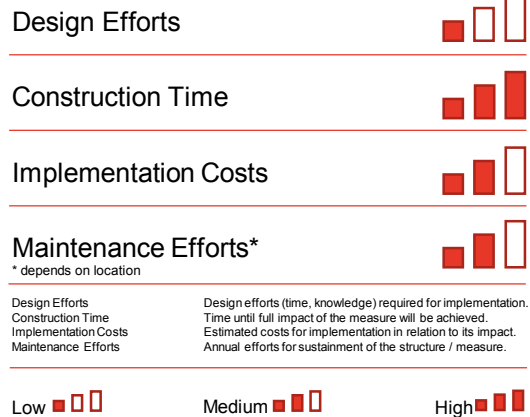 Design Efforts
Construction Time
Implementation Costs
Maintenance Efforts*
* depends on location
Design Efforts Design efforts (time, knowledge) required for implementation.
Construction Time Time until full impact of the measure will be achieved.
Implementation Costs Estimated costs for implementation in relation to its impact.
Maintenance Efforts Annual efforts for sustainment of the structure / measure.
Low Medium High